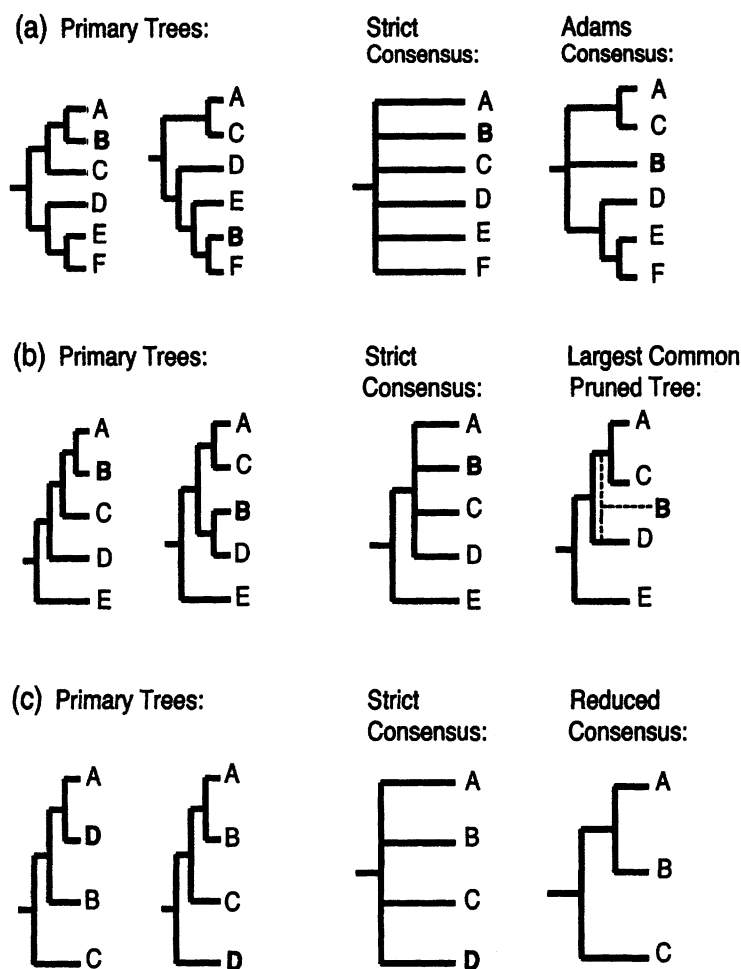 (a) Primary Trees:
Strict
Consensus:
Adams
Consensus:
A
B
C
D
E
F
A
C
D
E
B
F
A
B
C
D
E
F
A
C
B
D
E
F
(b) Primary Trees:
Strict
Consensus:
Largest Common
Pruned Tree:
A
B
C
D
E
A
C
B
D
E
A
B
C
D
E
A
C
B
D
E
(c) Primary Trees:
Strict
Consensus:
Reduced
Consensus:
A
D
B
C
A
B
C
D
A
B
C
D
A
B
C